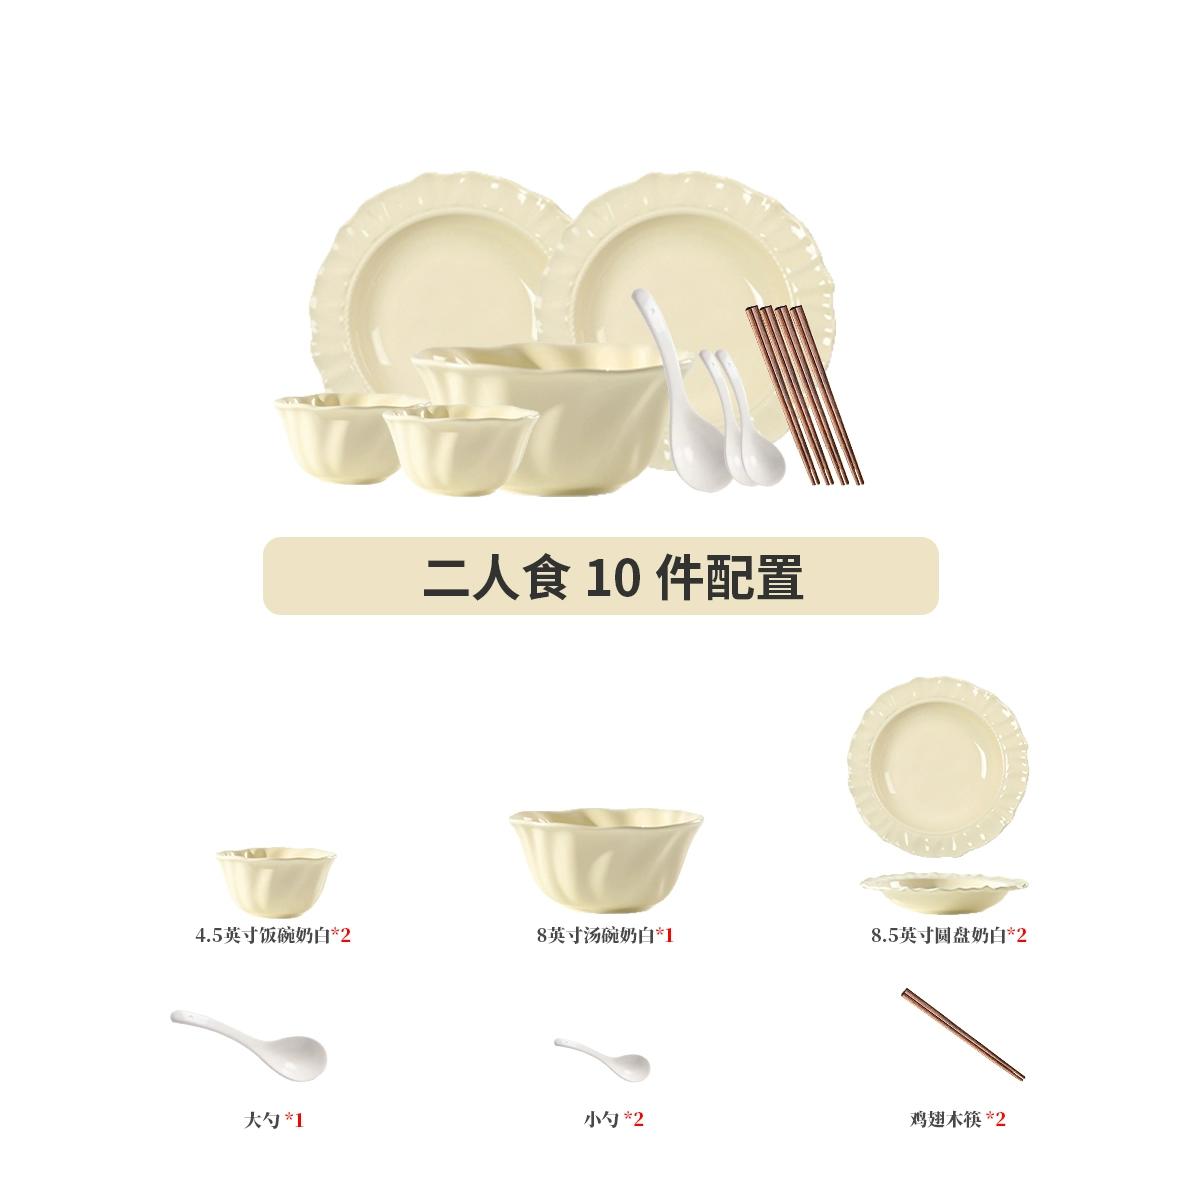 二人食 10 件配置
4.5英寸饭碗奶白*2
8英寸汤碗奶白*1
8.5英寸圆盘奶白*2
大勺 *1
小勺 *2
鸡翅木筷 *2